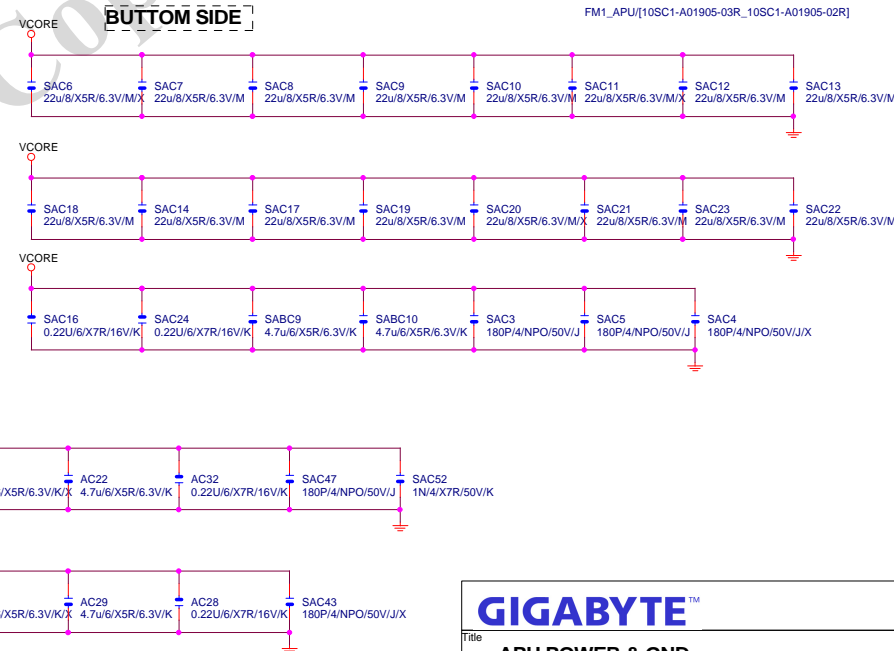 BUTTOM SIDE
FM1_APU/[10SC1-A01905-03R_10SC1-A01905-02R]
VCORE
SAC6 SAC7 SAC8 SAC9 SAC10 SAC11 SAC12 SAC13
22u/8/X5R/6.3V/M/X 22u/8/X5R/6.3V/M 22u/8/X5R/6.3V/M 22u/8/X5R/6.3V/M 22u/8/X5R/6.3V/M 22u/8/X5R/6.3V/M/X 22u/8/X5R/6.3V/M 22u/8/X5R/6.3V/M
VCORE
SAC18 SAC14 SAC17 SAC19 SAC20 SAC21 SAC23 SAC22
22u/8/X5R/6.3V/M 22u/8/X5R/6.3V/M 22u/8/X5R/6.3V/M 22u/8/X5R/6.3V/M 22u/8/X5R/6.3V/M/X 22u/8/X5R/6.3V/M 22u/8/X5R/6.3V/M 22u/8/X5R/6.3V/M
VCORE
SAC16 SAC24 SABC9 SABC10 SAC3 SAC5 SAC4
0.22U/6/X7R/16V/K 0.22U/6/X7R/16V/K 4.7u/6/X5R/6.3V/K 4.7u/6/X5R/6.3V/K 180P/4/NPO/50V/J 180P/4/NPO/50V/J 180P/4/NPO/50V/J/X
AC22 AC32 SAC47 SAC52
/X5R/6.3V/K/X 4.7u/6/X5R/6.3V/K 0.22U/6/X7R/16V/K 180P/4/NPO/50V/J 1N/4/X7R/50V/K
AC29 AC28 SAC43
/X5R/6.3V/K/X 4.7u/6/X5R/6.3V/K 0.22U/6/X7R/16V/K 180P/4/NPO/50V/J/X
GIGABYTE™
Title
APU POWER & GND